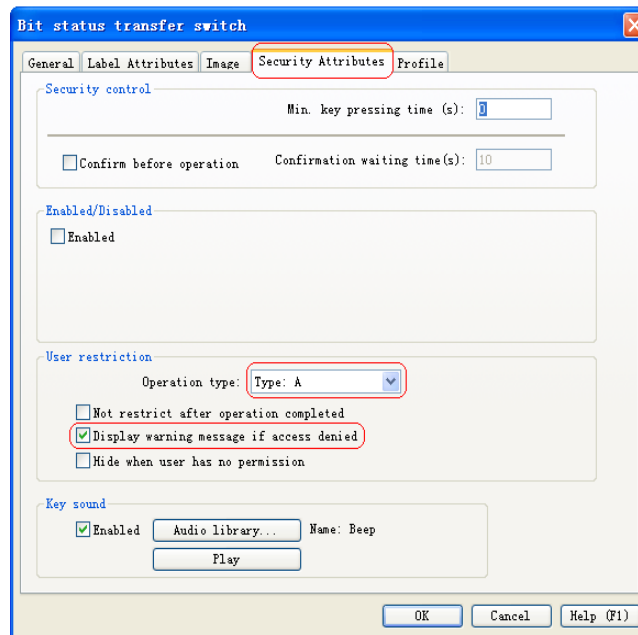 Bit status transfer switch
General Label Attributes Image Security Attributes Profile
Security control
Min. key pressing time (s): 0
Confirm before operation Confirmation waiting time(s): 10
Enabled/Disabled
Enabled
User restriction
Operation type: Type: A
Not restrict after operation completed
Display warning message if access denied
Hide when user has no permission
Key sound
Enabled Audio library... Name: Beep
Play
OK Cancel Help (F1)